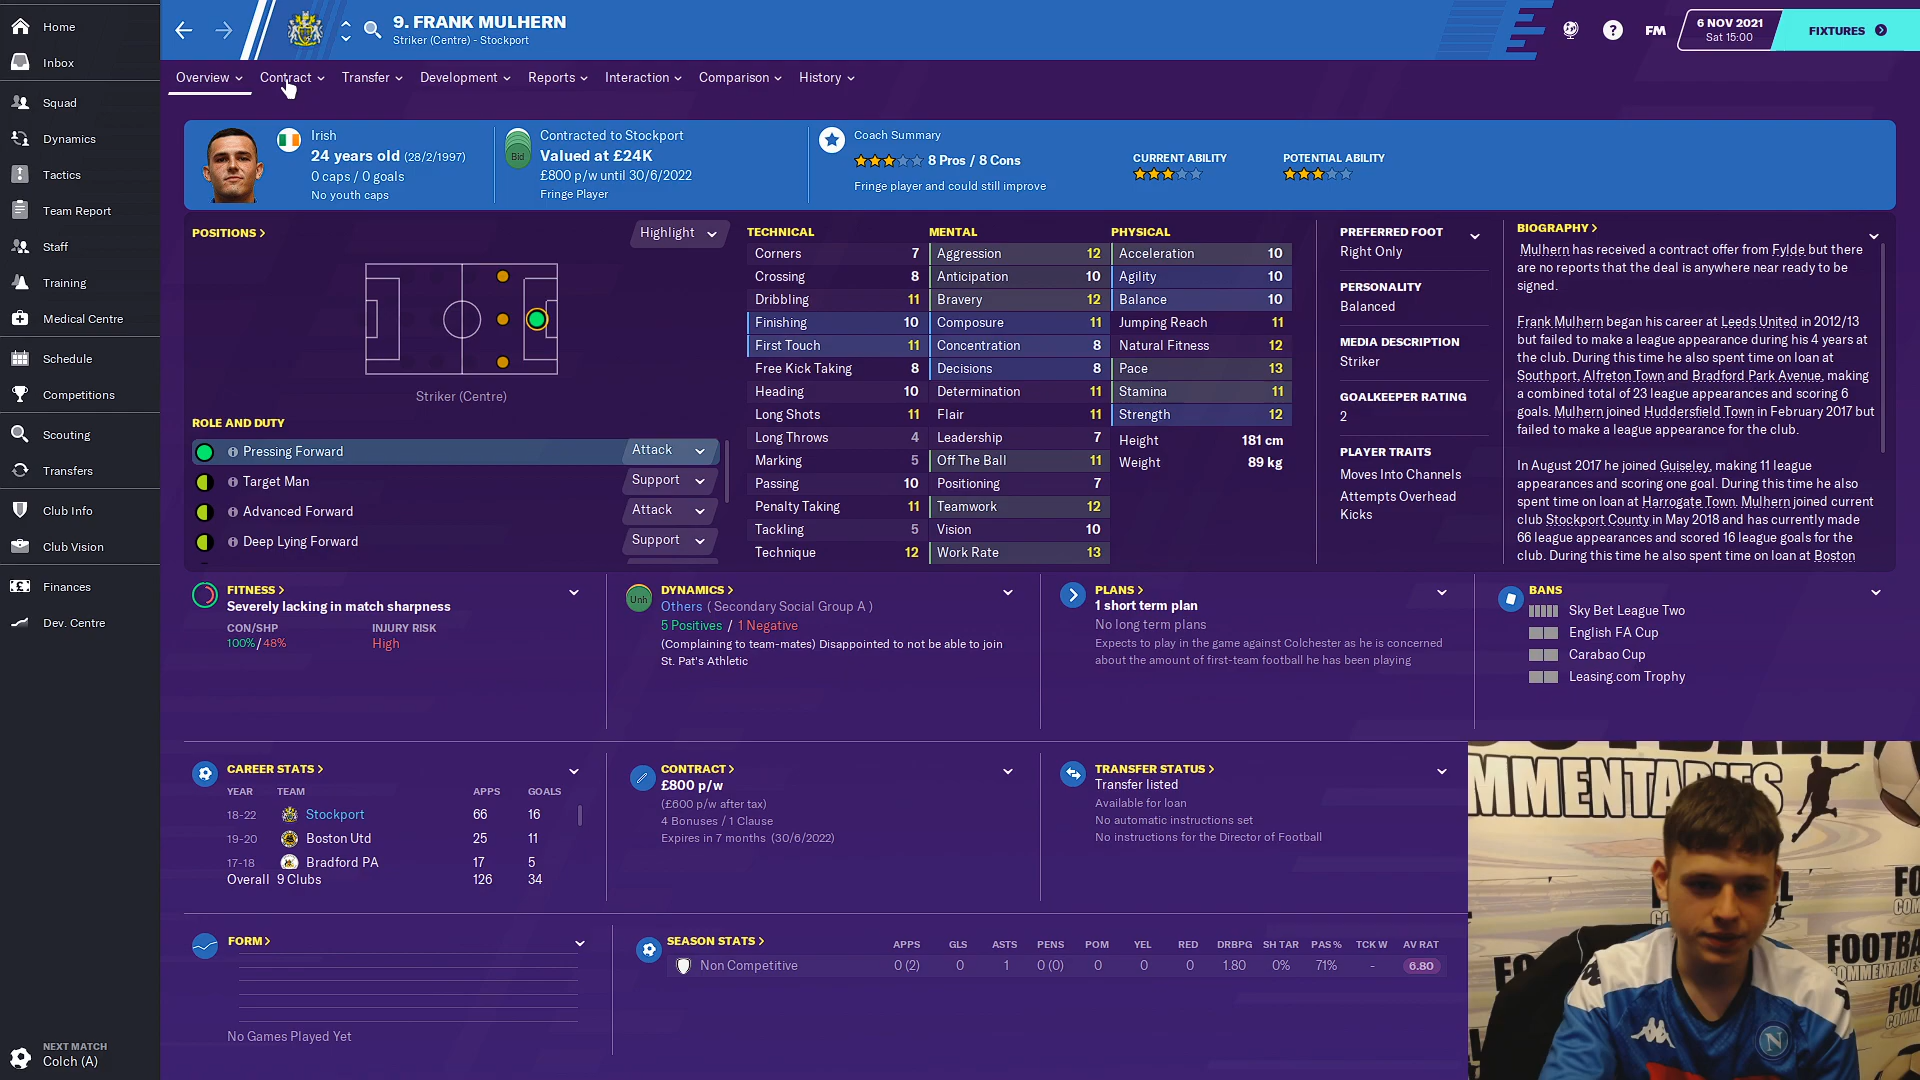 Home
Inbox
Squad
Dynamics
Tactics
Team Report
Staff
Training
Medical Centre
Schedule
Competitions
Scouting
Transfers
Club Info
Club Vision
Finances
Dev. Centre
NEXT MATCH
Colch (A)
9. FRANK MULHERN
Striker (Centre) - Stockport
FM
6 NOV 2021
Sat 15:00
FIXTURES
Overview Contract Transfer Development Reports Interaction Comparison History
Irish
24 years old (28/2/1997)
0 caps / 0 goals
No youth caps
Bid
Contracted to Stockport
Valued at £24K
£800 p/w until 30/6/2022
Fringe Player
Coach Summary
8 Pros / 8 Cons
Fringe player and could still improve
CURRENT ABILITY
POTENTIAL ABILITY
POSITIONS >
Highlight
Striker (Centre)
ROLE AND DUTY
Pressing Forward Attack
Target Man Support
Advanced Forward Attack
Deep Lying Forward Support
TECHNICAL
Corners 7
Crossing 8
Dribbling 11
Finishing 10
First Touch 11
Free Kick Taking 8
Heading 10
Long Shots 11
Long Throws 4
Marking 5
Passing 10
Penalty Taking 11
Tackling 5
Technique 12
MENTAL
Aggression 12
Anticipation 10
Bravery 12
Composure 11
Concentration 8
Decisions 8
Determination 11
Flair 11
Leadership 7
Off The Ball 11
Positioning 7
Teamwork 12
Vision 10
Work Rate 13
PHYSICAL
Acceleration 10
Agility 10
Balance 10
Jumping Reach 11
Natural Fitness 12
Pace 13
Stamina 11
Strength 12
Height 181 cm
Weight 89 kg
PREFERRED FOOT
Right Only
PERSONALITY
Balanced
MEDIA DESCRIPTION
Striker
GOALKEEPER RATING
2
PLAYER TRAITS
Moves Into Channels
Attempts Overhead
Kicks
BIOGRAPHY >
Mulhern has received a contract offer from Fylde but there
are no reports that the deal is anywhere near ready to be
signed.
Frank Mulhern began his career at Leeds United in 2012/13
but failed to make a league appearance during his 4 years at
the club. During this time he also spent time on loan at
Southport, Alfreton Town and Bradford Park Avenue, making
a combined total of 23 league appearances and scoring 6
goals. Mulhern joined Huddersfield Town in February 2017 but
failed to make a league appearance for the club.
In August 2017 he joined Guiseley, making 11 league
appearances and scoring one goal. During this time he also
spent time on loan at Harrogate Town. Mulhern joined current
club Stockport County in May 2018 and has currently made
66 league appearances and scored 16 league goals for the
club. During this time he also spent time on loan at Boston
FITNESS >
Severely lacking in match sharpness
CON/SHP INJURY RISK
100% / 48% High
Unh
DYNAMICS >
Others ( Secondary Social Group A )
5 Positives / 1 Negative
(Complaining to team-mates) Disappointed to not be able to join
St. Pat's Athletic
PLANS >
1 short term plan
No long term plans
Expects to play in the game against Colchester as he is concerned
about the amount of first-team football he has been playing
BANS
Sky Bet League Two
English FA Cup
Carabao Cup
Leasing.com Trophy
CAREER STATS >
YEAR TEAM APPS GOALS
18-22 Stockport 66 16
19-20 Boston Utd 25 11
17-18 Bradford PA 17 5
Overall 9 Clubs 126 34
CONTRACT >
£800 p/w
(£600 p/w after tax)
4 Bonuses / 1 Clause
Expires in 7 months (30/6/2022)
TRANSFER STATUS >
Transfer listed
Available for loan
No automatic instructions set
No instructions for the Director of Football
FORM >
No Games Played Yet
SEASON STATS > APPS GLS ASTS PENS POM YEL RED DRBPG SH TAR PAS % TCK W AV RAT
Non Competitive 0 (2) 0 1 0 (0) 0 0 0 1.80 0% 71% - 6.80